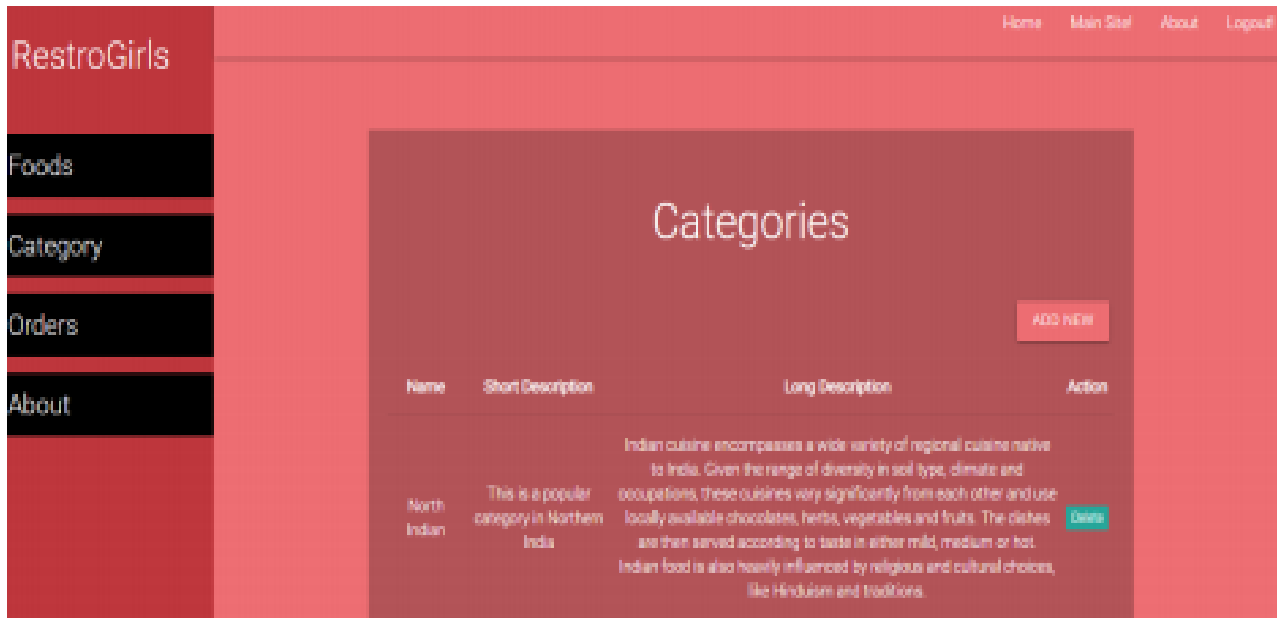 Home Main Site! About Logout!
RestroGirls
Foods
Category
Orders
About
Categories
ADD NEW
Name Short Description Long Description Action
North
Indian
This is a popular
category in Northern
India
Indian cuisine encompasses a wide variety of regional cuisine native
to India. Given the range of diversity in soil type, climate and
occupations, these cuisines vary significantly from each other and use
locally available chocolates, herbs, vegetables and fruits. The dishes
are then served according to taste in either mild, medium or hot.
Indian food is also heavily influenced by religious and cultural choices,
like Hinduism and traditions.
Delete